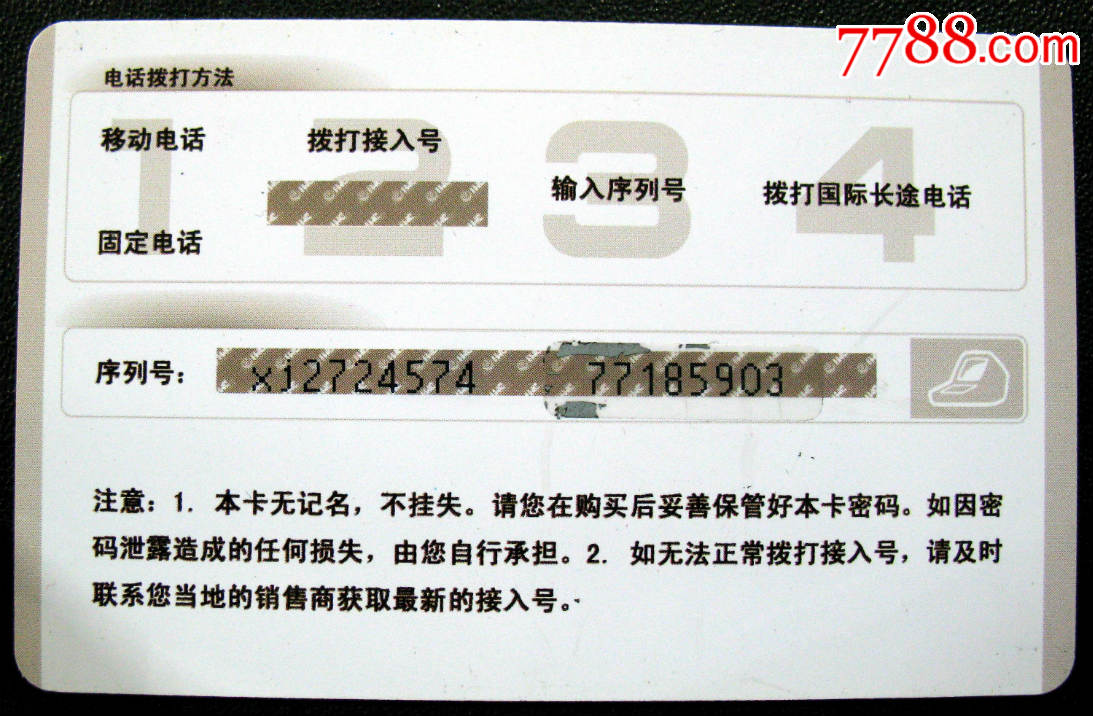 7788.com
电话拨打方法
1 2 3 4
移动电话
拨打接入号
固定电话
输入序列号
拨打国际长途电话
序列号: xj2724574 77185903
注意:1. 本卡无记名,不挂失。请您在购买后妥善保管好本卡密码。如因密
码泄露造成的任何损失,由您自行承担。2. 如无法正常拨打接入号,请及时
联系您当地的销售商获取最新的接入号。